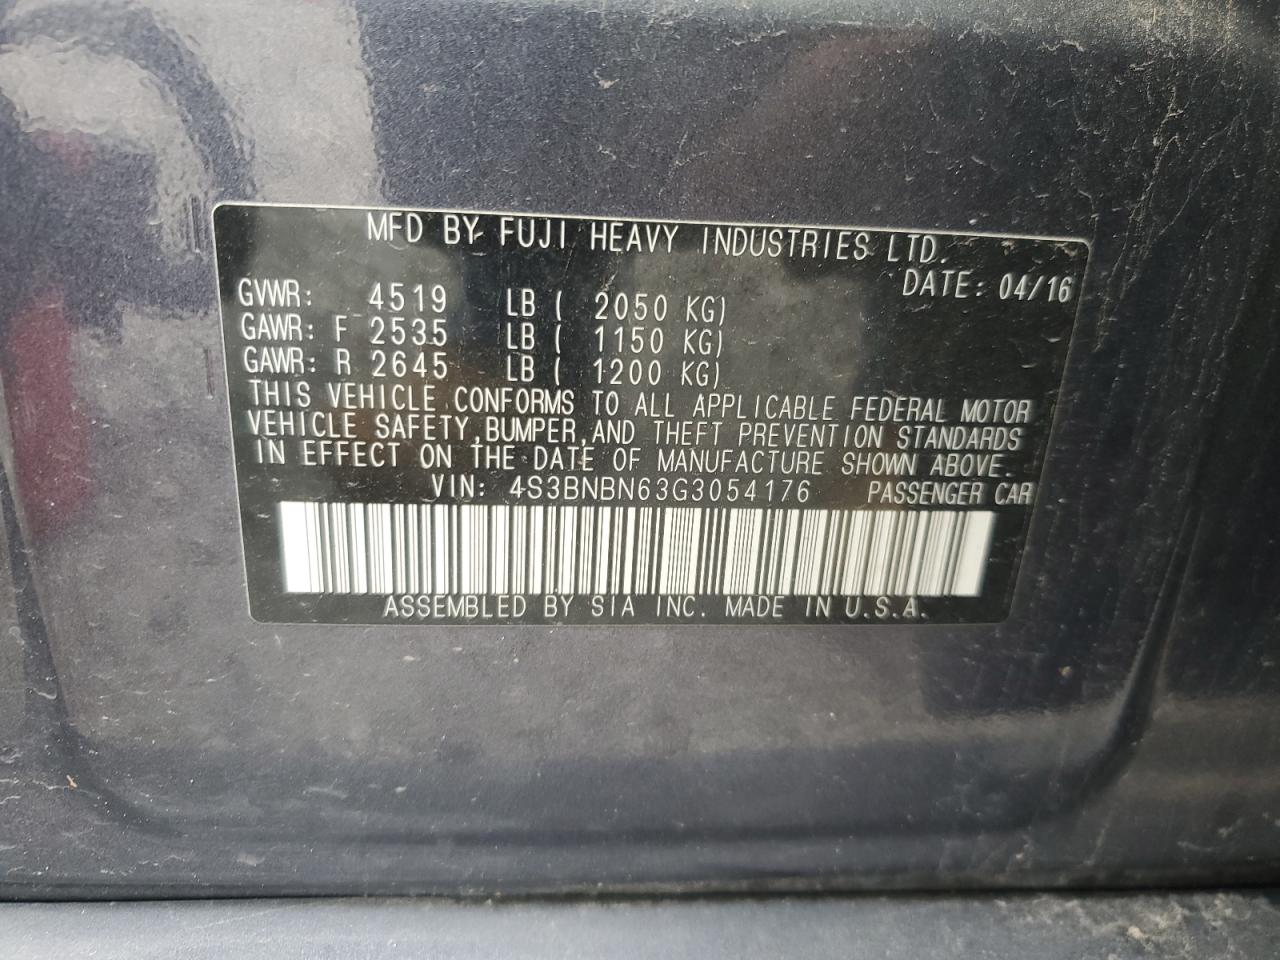 MFD BY FUJI HEAVY INDUSTRIES LTD.
DATE: 04/16
GVWR: 4519 LB ( 2050 KG)
GAWR: F 2535 LB ( 1150 KG)
GAWR: R 2645 LB ( 1200 KG)
THIS VEHICLE CONFORMS TO ALL APPLICABLE FEDERAL MOTOR
VEHICLE SAFETY,BUMPER,AND THEFT PREVENTION STANDARDS
IN EFFECT ON THE DATE OF MANUFACTURE SHOWN ABOVE.
VIN: 4S3BNBN63G3054176 PASSENGER CAR
ASSEMBLED BY SIA INC. MADE IN U.S.A.